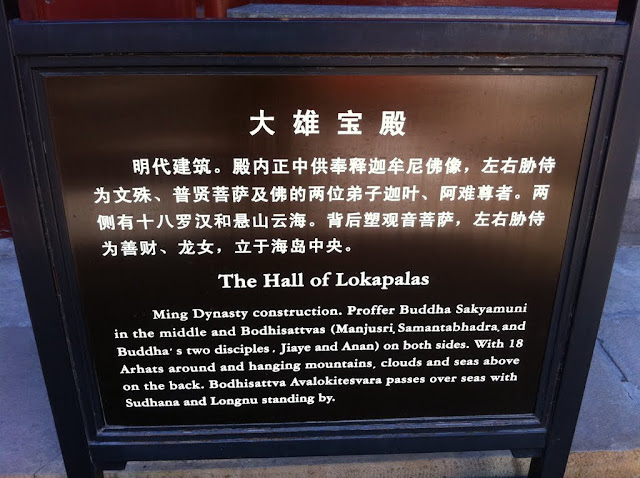 大雄宝殿
明代建筑。殿内正中供奉释迦牟尼佛像，左右胁侍
为文殊、普贤菩萨及佛的两位弟子迦叶、阿难尊者。两
侧有十八罗汉和悬山云海。背后塑观音菩萨，左右胁侍
为善财、龙女，立于海岛中央。
The Hall of Lokapalas
Ming Dynasty construction. Proffer Buddha Sakyamuni
in the middle and Bodhisattvas (Manjusri, Samantabhadra, and
Buddha's two disciples, Jiaye and Anan) on both sides. With 18
Arhats around and hanging mountains, clouds and seas above
on the back. Bodhisattva Avalokitesvara passes over seas with
Sudhana and Longnu standing by.